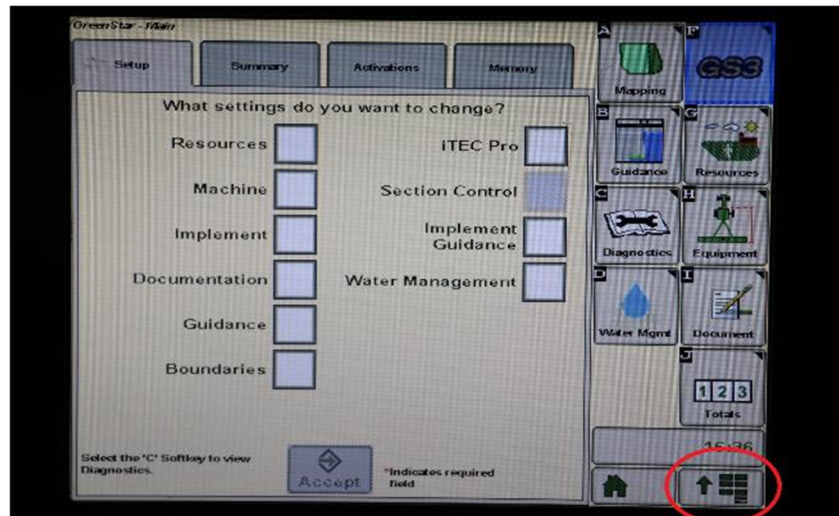 GreenStar - Main
Setup
Summary
Activations
Memory
What settings do you want to change?
Resources
Machine
Implement
Documentation
Guidance
Boundaries
iTEC Pro
Section Control
Implement
Guidance
Water Management
Select the 'C' Softkey to view
Diagnostics.
Accept
*Indicates required
field
A
Mapping
F
GS3
B
Guidance
G
Resources
C
Diagnostics
H
Equipment
D
Water Mgmt
I
Document
J
1 2 3
Totals
15:36